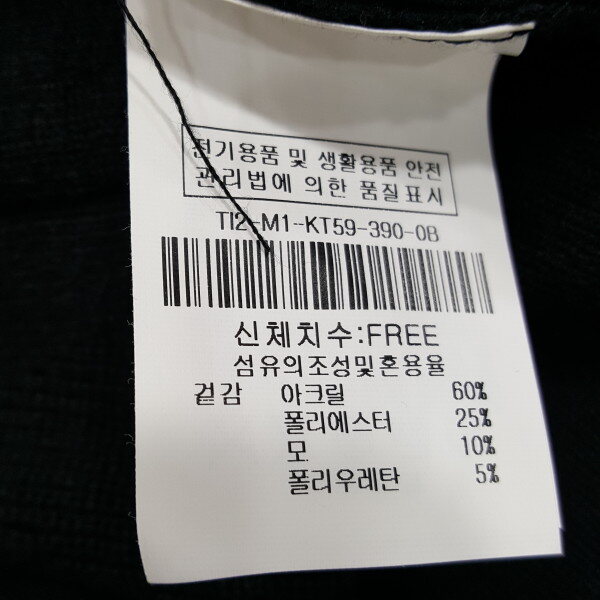 전기용품 및 생활용품 안전
관리법에 의한 품질표시
TI2-M1-KT59-390-0B
신체치수:FREE
섬유의조성및혼용율
겉감 아크릴 60%
폴리에스터 25%
모 10%
폴리우레탄 5%